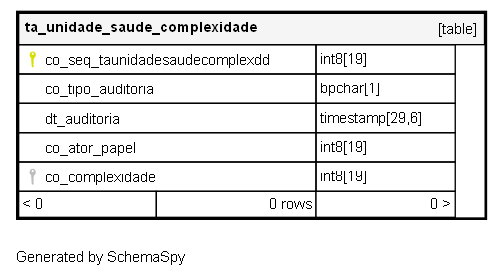 ta_unidade_saude_complexidade [table]
co_seq_taunidadesaudecomplexdd int8[19]
co_tipo_auditoria bpchar[1]
dt_auditoria timestamp[29,6]
co_ator_papel int8[19]
co_complexidade int8[19]
< 0 0 rows 0 >
Generated by SchemaSpy